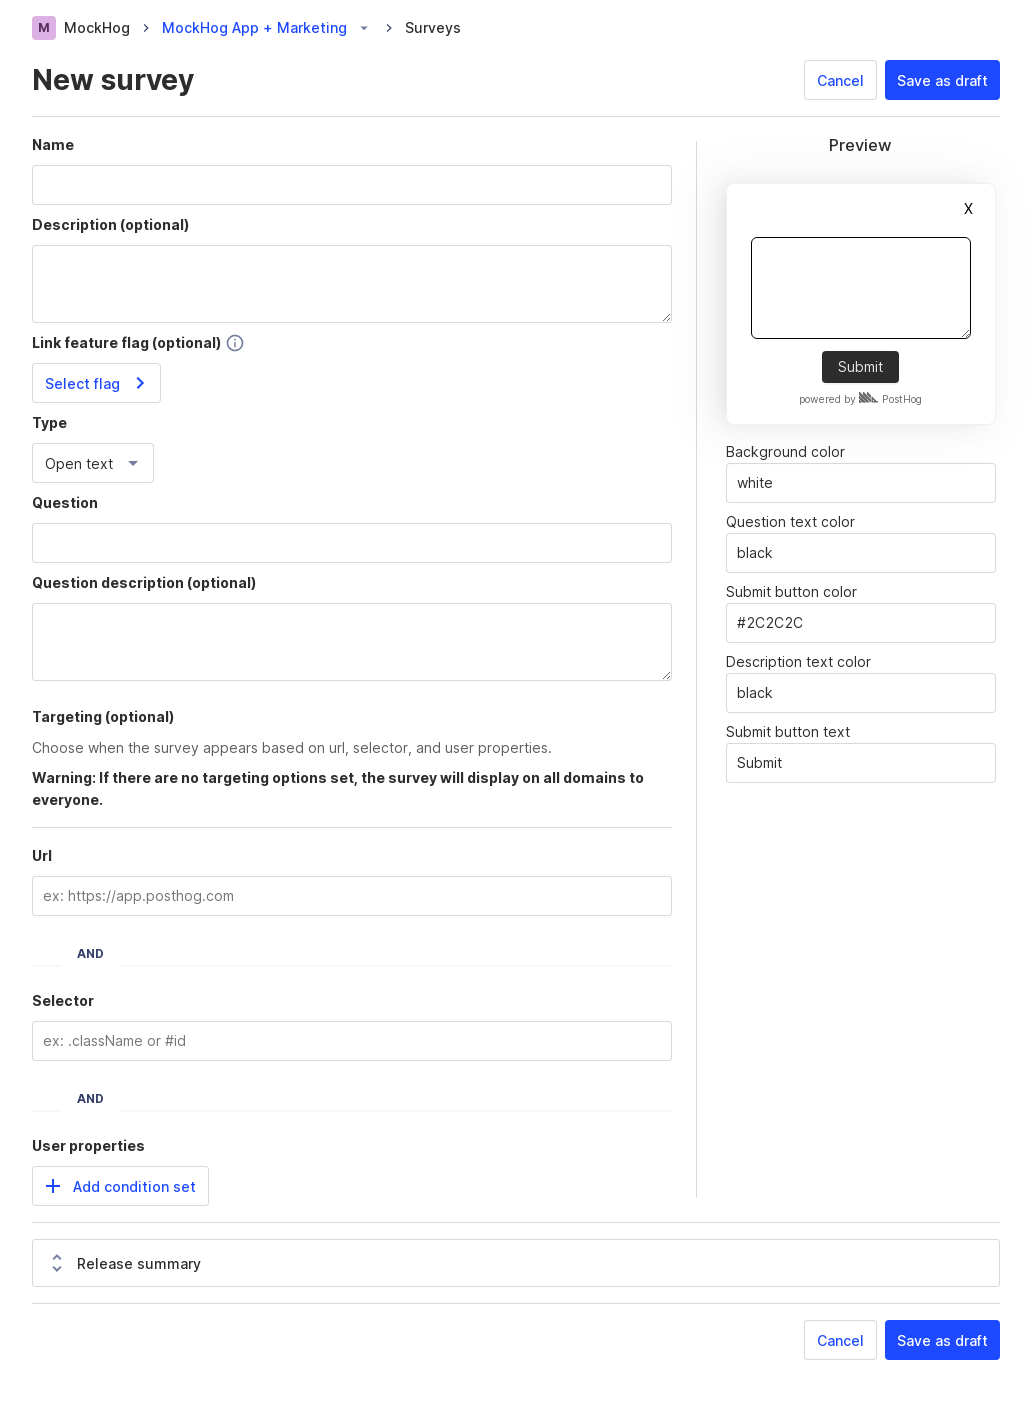 M MockHog MockHog App + Marketing Surveys
New survey
Cancel Save as draft
Name
Description (optional)
Link feature flag (optional)
Select flag
Type
Open text
Question
Question description (optional)
Targeting (optional)
Choose when the survey appears based on url, selector, and user properties.
Warning: If there are no targeting options set, the survey will display on all domains to
everyone.
Url
ex: https://app.posthog.com
AND
Selector
ex: .className or #id
AND
User properties
Add condition set
Preview
X
Submit
powered by PostHog
Background color
white
Question text color
black
Submit button color
#2C2C2C
Description text color
black
Submit button text
Submit
Release summary
Cancel Save as draft